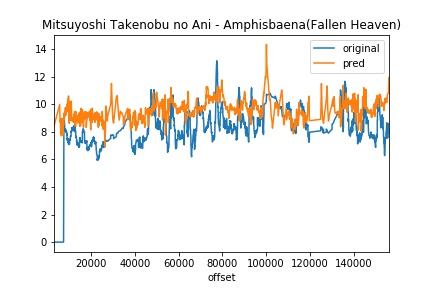 Mitsuyoshi Takenobu no Ani - Amphisbaena(Fallen Heaven)
original
pred
14
12
10
8
6
4
2
0
20000 40000 60000 80000 100000 120000 140000
offset